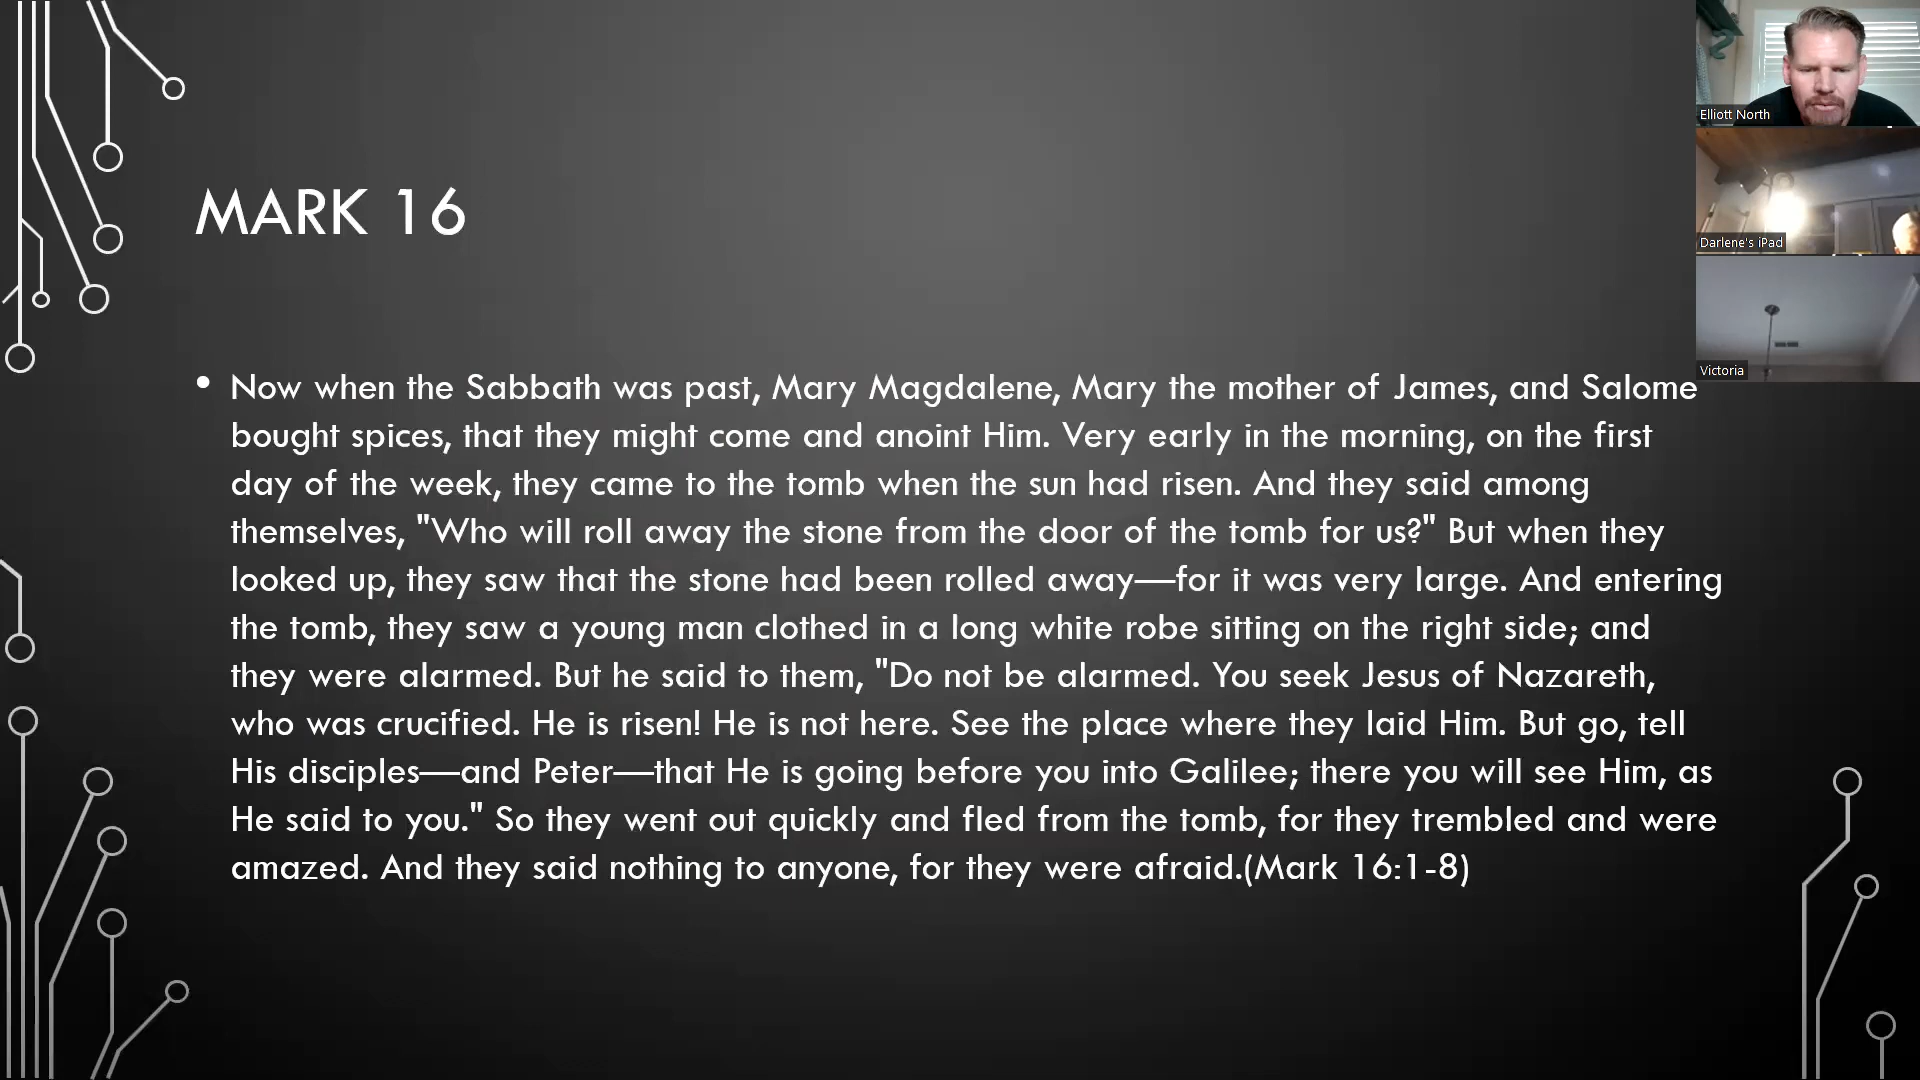 MARK 16
• Now when the Sabbath was past, Mary Magdalene, Mary the mother of James, and Salome
bought spices, that they might come and anoint Him. Very early in the morning, on the first
day of the week, they came to the tomb when the sun had risen. And they said among
themselves, "Who will roll away the stone from the door of the tomb for us?" But when they
looked up, they saw that the stone had been rolled away—for it was very large. And entering
the tomb, they saw a young man clothed in a long white robe sitting on the right side; and
they were alarmed. But he said to them, "Do not be alarmed. You seek Jesus of Nazareth,
who was crucified. He is risen! He is not here. See the place where they laid Him. But go, tell
His disciples—and Peter—that He is going before you into Galilee; there you will see Him, as
He said to you." So they went out quickly and fled from the tomb, for they trembled and were
amazed. And they said nothing to anyone, for they were afraid.(Mark 16:1-8)
Elliott North
Darlene's iPad
Victoria